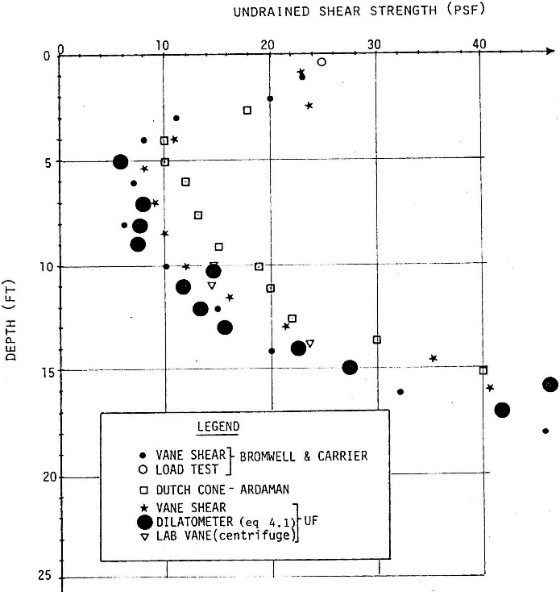 UNDRAINED SHEAR STRENGTH (PSF)
0 10 20 30 40
0
5
10
15
20
25
DEPTH (FT)
LEGEND
VANE SHEAR
LOAD TEST
BROMWELL & CARRIER
DUTCH CONE - ARDAMAN
VANE SHEAR
DILATOMETER (eq 4.1)
LAB VANE (centrifuge)
UF